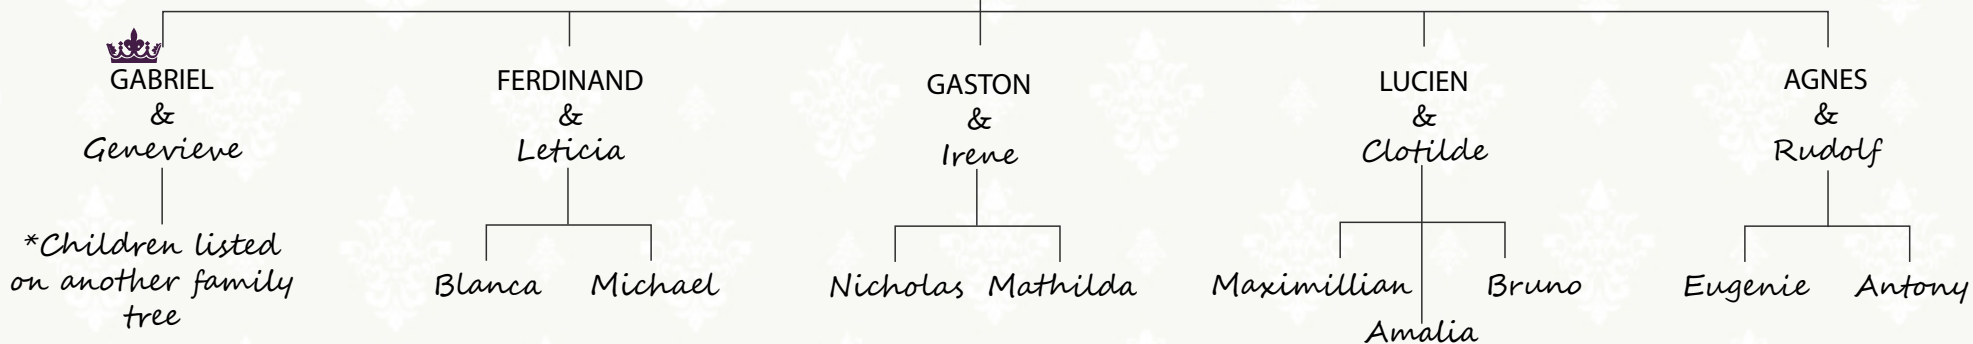 GABRIEL
&
Genevieve
*Children listed
on another family
tree
FERDINAND
&
Leticia
Blanca Michael
GASTON
&
Irene
Nicholas Mathilda
LUCIEN
&
Clotilde
Maximillian Bruno
Amalia
AGNES
&
Rudolf
Eugenie Antony